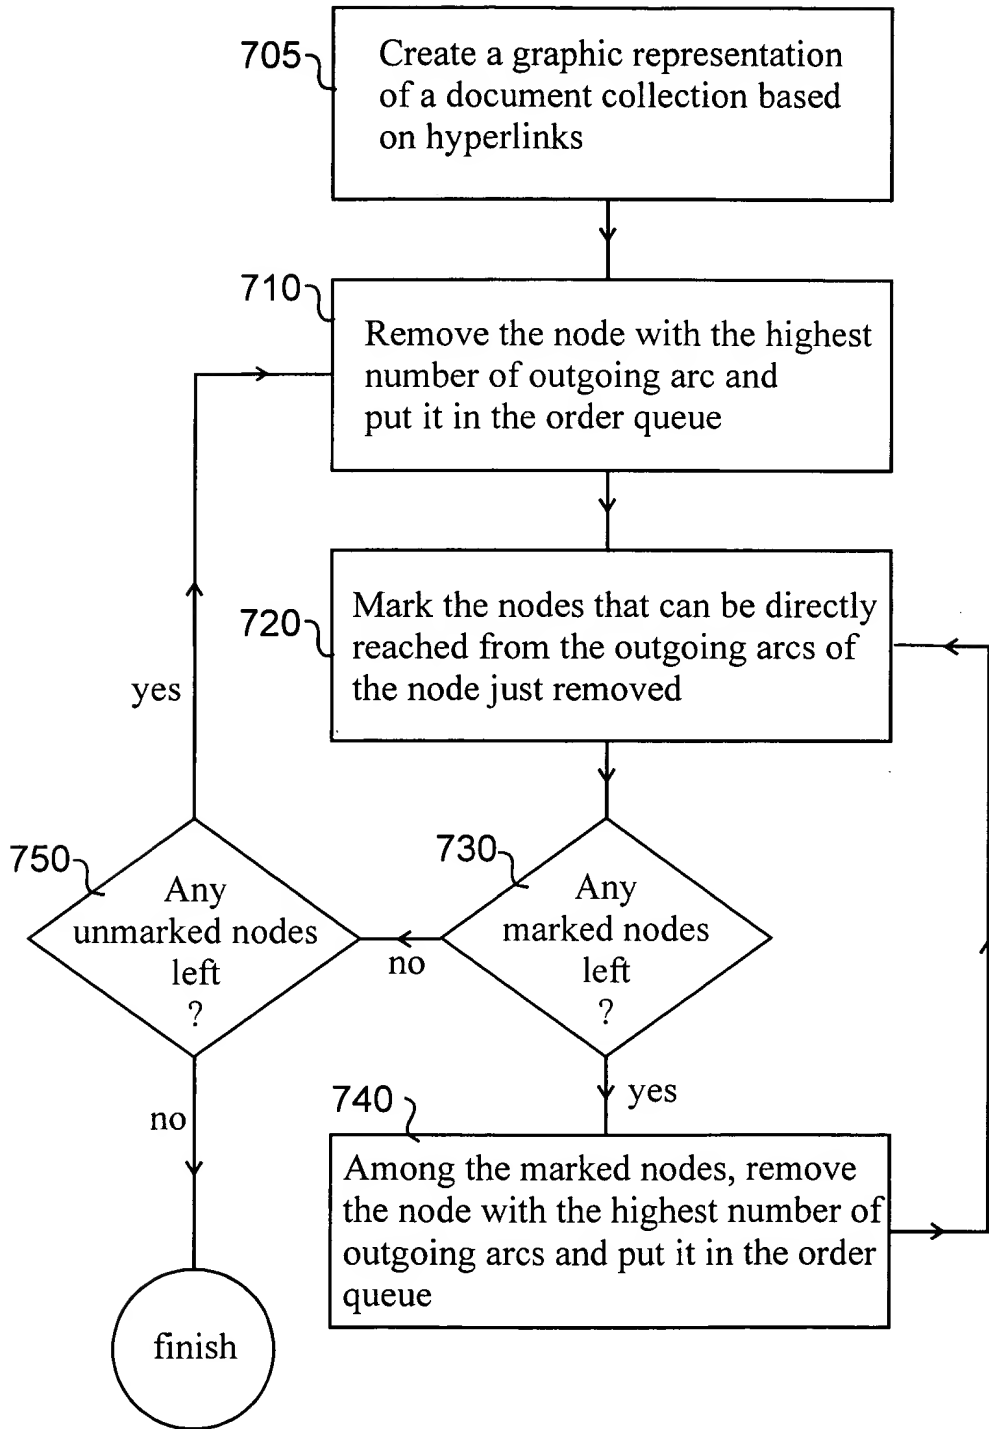 705
Create a graphic representation
of a document collection based
on hyperlinks
710
Remove the node with the highest
number of outgoing arc and
put it in the order queue
720
Mark the nodes that can be directly
reached from the outgoing arcs of
the node just removed
yes
750
Any
unmarked nodes
left
?
no
730
Any
marked nodes
left
?
no
yes
740
Among the marked nodes, remove
the node with the highest number of
outgoing arcs and put it in the order
queue
finish